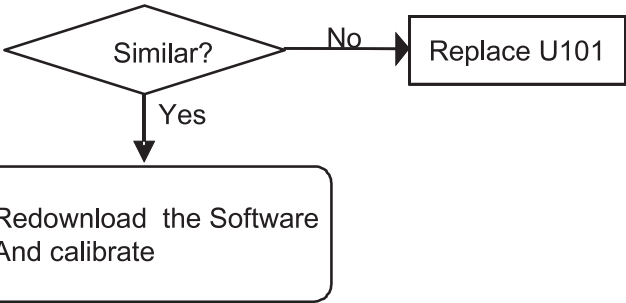 Similar?
No
Replace U101
Yes
Redownload  the Software
And calibrate